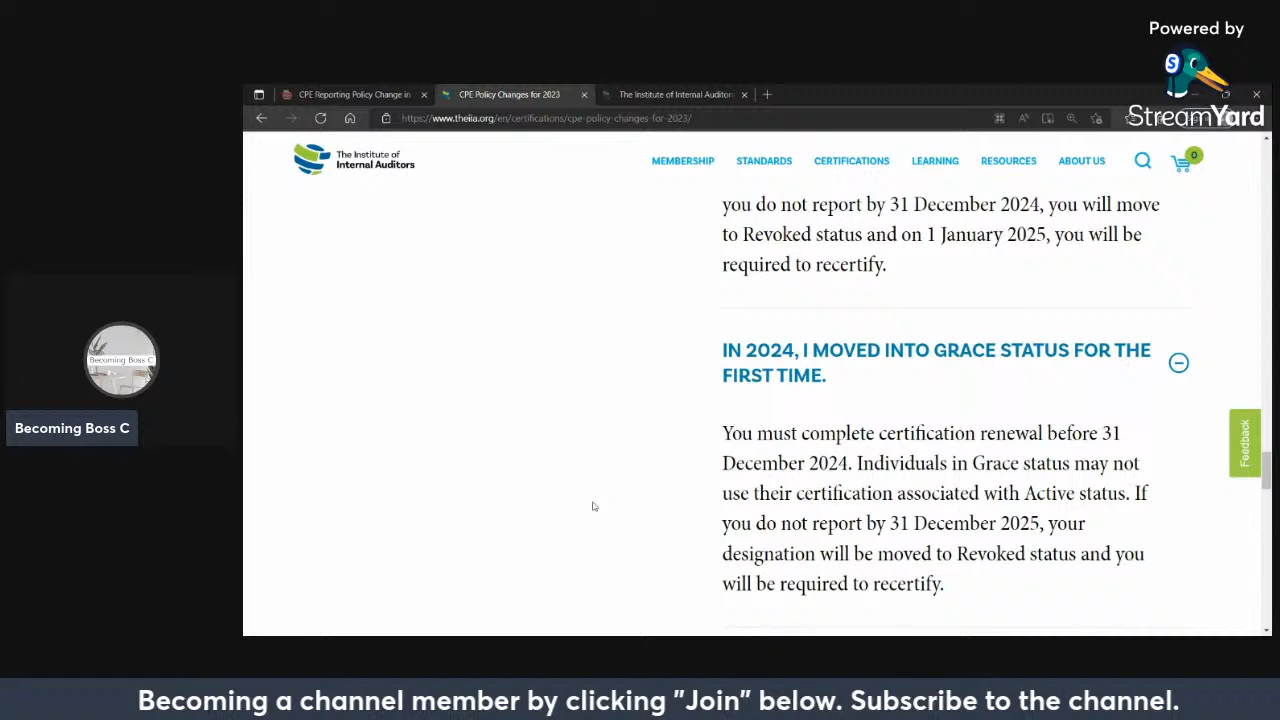 Powered by
S
StreamYard
CPE Reporting Policy Change in
CPE Policy Changes for 2023
The Institute of Internal Auditors
https://www.theiia.org/en/certifications/cpe-policy-changes-for-2023/
The Institute of
Internal Auditors
MEMBERSHIP STANDARDS CERTIFICATIONS LEARNING RESOURCES ABOUT US
0
you do not report by 31 December 2024, you will move
to Revoked status and on 1 January 2025, you will be
required to recertify.
IN 2024, I MOVED INTO GRACE STATUS FOR THE
FIRST TIME.
You must complete certification renewal before 31
December 2024. Individuals in Grace status may not
use their certification associated with Active status. If
you do not report by 31 December 2025, your
designation will be moved to Revoked status and you
will be required to recertify.
Feedback
Becoming Boss C
Becoming Boss C
Becoming a channel member by clicking "Join" below. Subscribe to the channel.